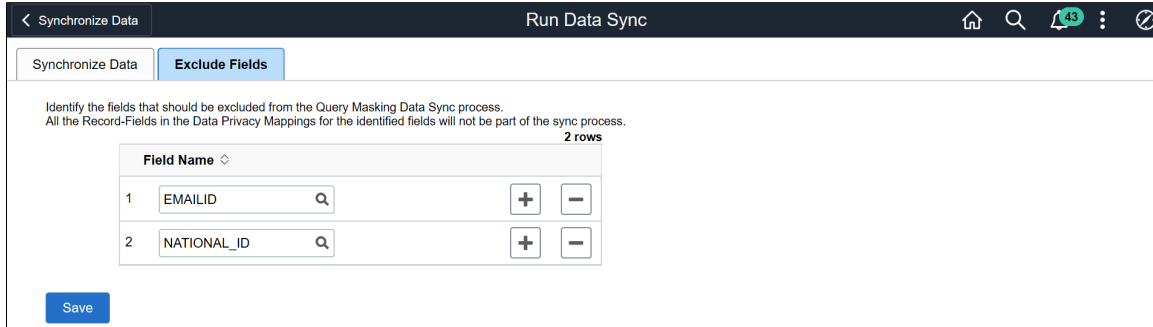 Synchronize Data
Run Data Sync
43
Synchronize Data
Exclude Fields
Identify the fields that should be excluded from the Query Masking Data Sync process.
All the Record-Fields in the Data Privacy Mappings for the identified fields will not be part of the sync process.
2 rows
Field Name
1 EMAILID
2 NATIONAL_ID
Save